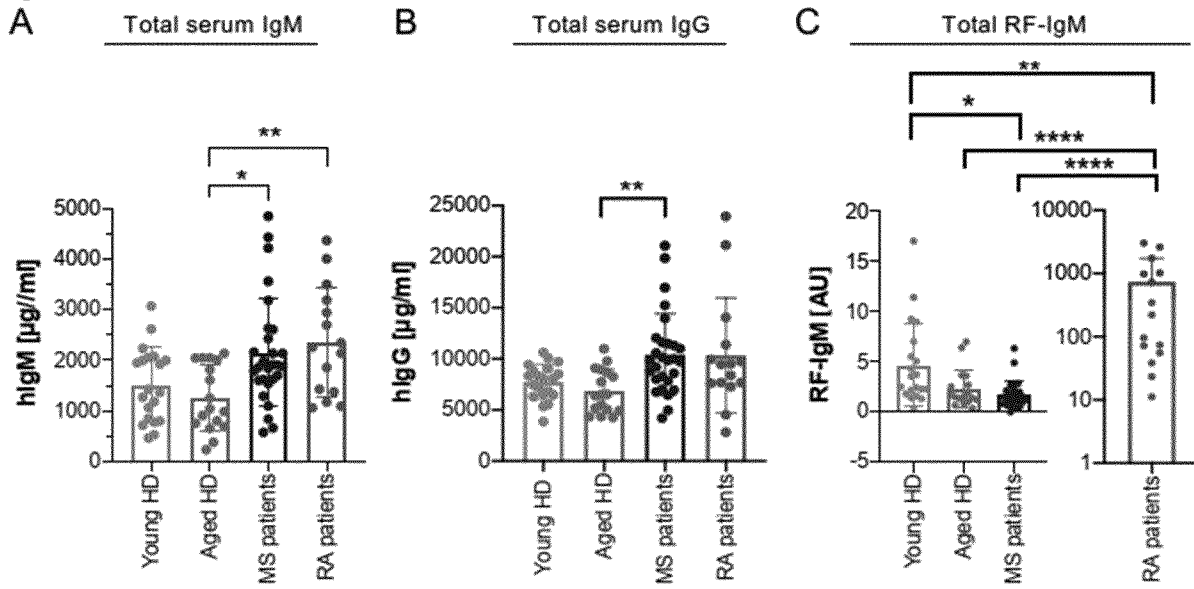 A
Total serum IgM
**
*
hIgM [µg//ml]
5000
4000
3000
2000
1000
0
Young HD
Aged HD
MS patients
RA patients
B
Total serum IgG
**
hIgG [µg/ml]
25000
20000
15000
10000
5000
0
Young HD
Aged HD
MS patients
RA patients
C
Total RF-IgM
**
*
****
****
RF-IgM [AU]
20
15
10
5
0
-5
Young HD
Aged HD
MS patients
10000
1000
100
10
1
RA patients